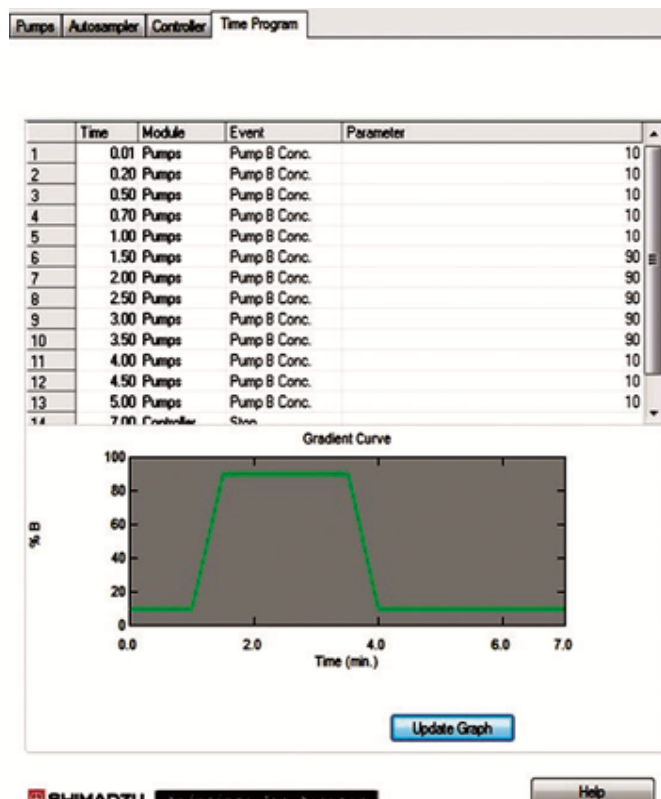 Pumps Autosampler Controller Time Program
Time Module Event Parameter
1 0.01 Pumps Pump B Conc. 10
2 0.20 Pumps Pump B Conc. 10
3 0.50 Pumps Pump B Conc. 10
4 0.70 Pumps Pump B Conc. 10
5 1.00 Pumps Pump B Conc. 10
6 1.50 Pumps Pump B Conc. 90
7 2.00 Pumps Pump B Conc. 90
8 2.50 Pumps Pump B Conc. 90
9 3.00 Pumps Pump B Conc. 90
10 3.50 Pumps Pump B Conc. 90
11 4.00 Pumps Pump B Conc. 10
12 4.50 Pumps Pump B Conc. 10
13 5.00 Pumps Pump B Conc. 10
14 7.00 Controller Stop
Gradient Curve
100
80
60
% B
40
20
0
0.0 2.0 4.0 6.0 7.0
Time (min.)
Update Graph
SHIMADZU
Help